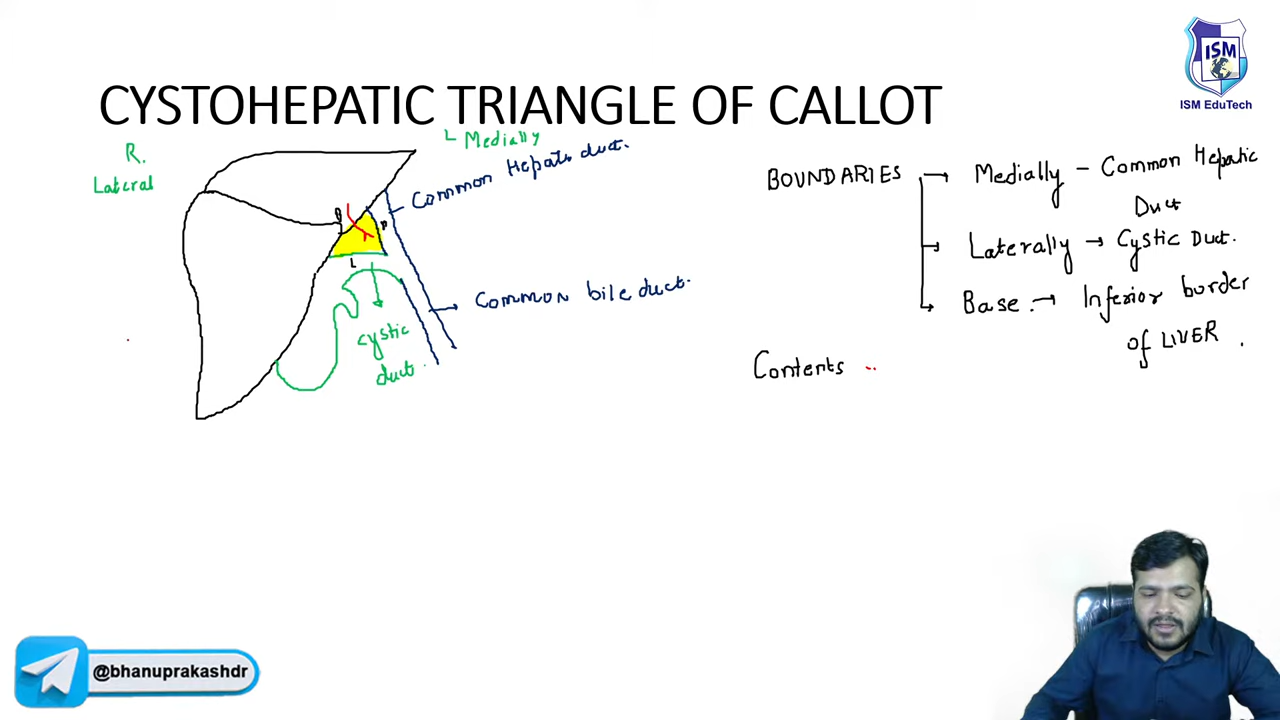 ISM
ISM EduTech
CYSTOHEPATIC TRIANGLE OF CALLOT
R.
Lateral
L Medially
Common Hepatic duct.
B
M
L
Common bile duct.
cystic
duct.
BOUNDARIES → Medially - Common Hepatic
Duct
Laterally → Cystic Duct.
Base. → Inferior border
of LIVER.
Contents
@bhanuprakashdr